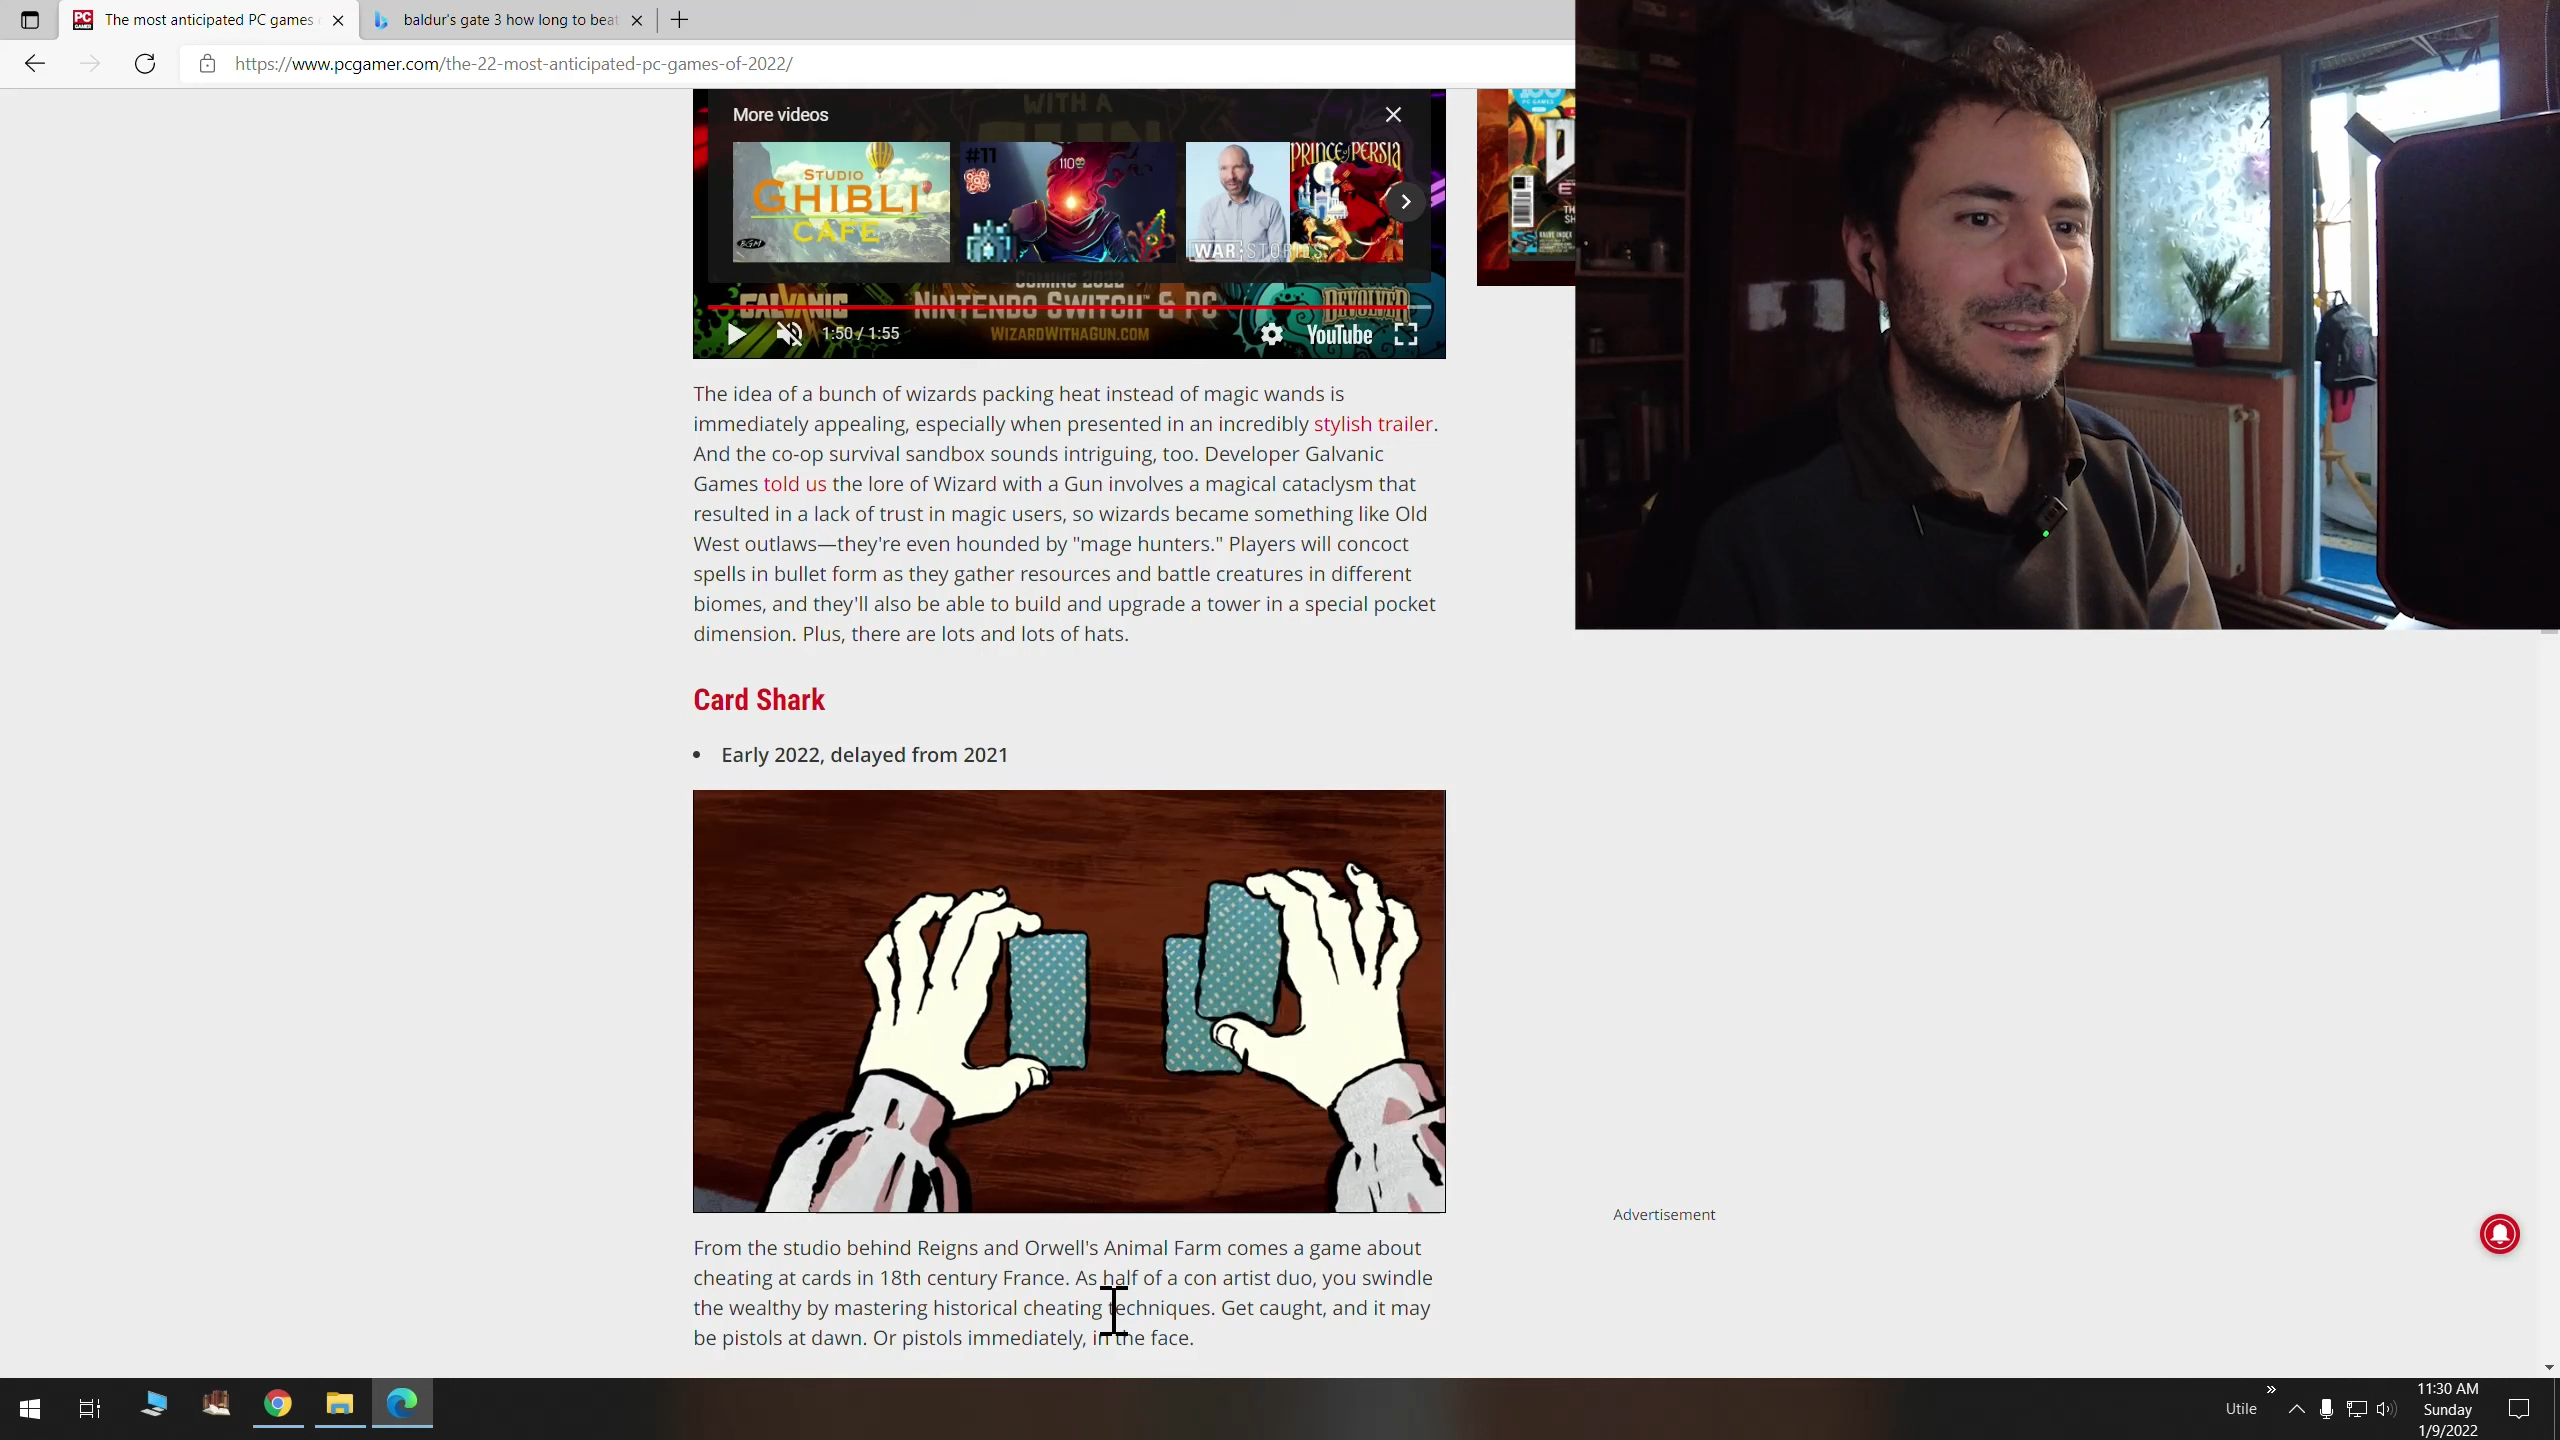 The most anticipated PC games o
baldur's gate 3 how long to beat
https://www.pcgamer.com/the-22-most-anticipated-pc-games-of-2022/
WITH A
More videos
STUDIO
GHIBLI
CAFE
BGM
#11
110
WAR STORIES
PRINCE of PERSIA
COMING 2022
GALVANIC
NINTENDO SWITCH™ & PC
DEVOLVER
WIZARDWITHAGUN.COM
1:50 / 1:55
YouTube
PC GAMES
The idea of a bunch of wizards packing heat instead of magic wands is
immediately appealing, especially when presented in an incredibly stylish trailer.
And the co-op survival sandbox sounds intriguing, too. Developer Galvanic
Games told us the lore of Wizard with a Gun involves a magical cataclysm that
resulted in a lack of trust in magic users, so wizards became something like Old
West outlaws—they're even hounded by "mage hunters." Players will concoct
spells in bullet form as they gather resources and battle creatures in different
biomes, and they'll also be able to build and upgrade a tower in a special pocket
dimension. Plus, there are lots and lots of hats.
Card Shark
• Early 2022, delayed from 2021
Advertisement
From the studio behind Reigns and Orwell's Animal Farm comes a game about
cheating at cards in 18th century France. As half of a con artist duo, you swindle
the wealthy by mastering historical cheating techniques. Get caught, and it may
be pistols at dawn. Or pistols immediately, in the face.
Utile
11:30 AM
Sunday
1/9/2022